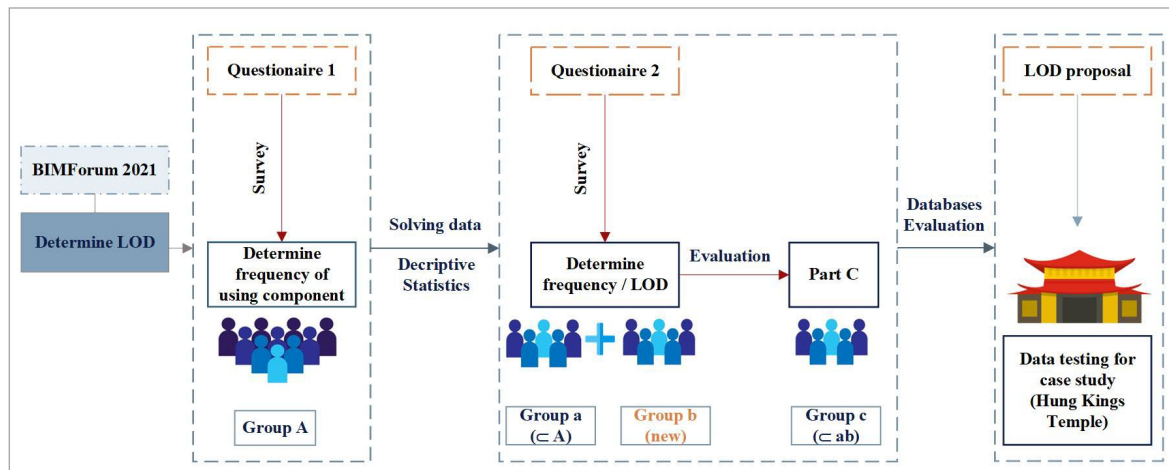 BIMForum 2021
Determine LOD
Questionaire 1
Survey
Determine
frequency of
using component
Group A
Solving data
Decriptive
Statistics
Questionaire 2
Survey
Determine
frequency / LOD
Evaluation
Part C
Group a
(⊂ A)
Group b
(new)
Group c
(⊂ ab)
Databases
Evaluation
LOD proposal
Data testing for
case study
(Hung Kings
Temple)